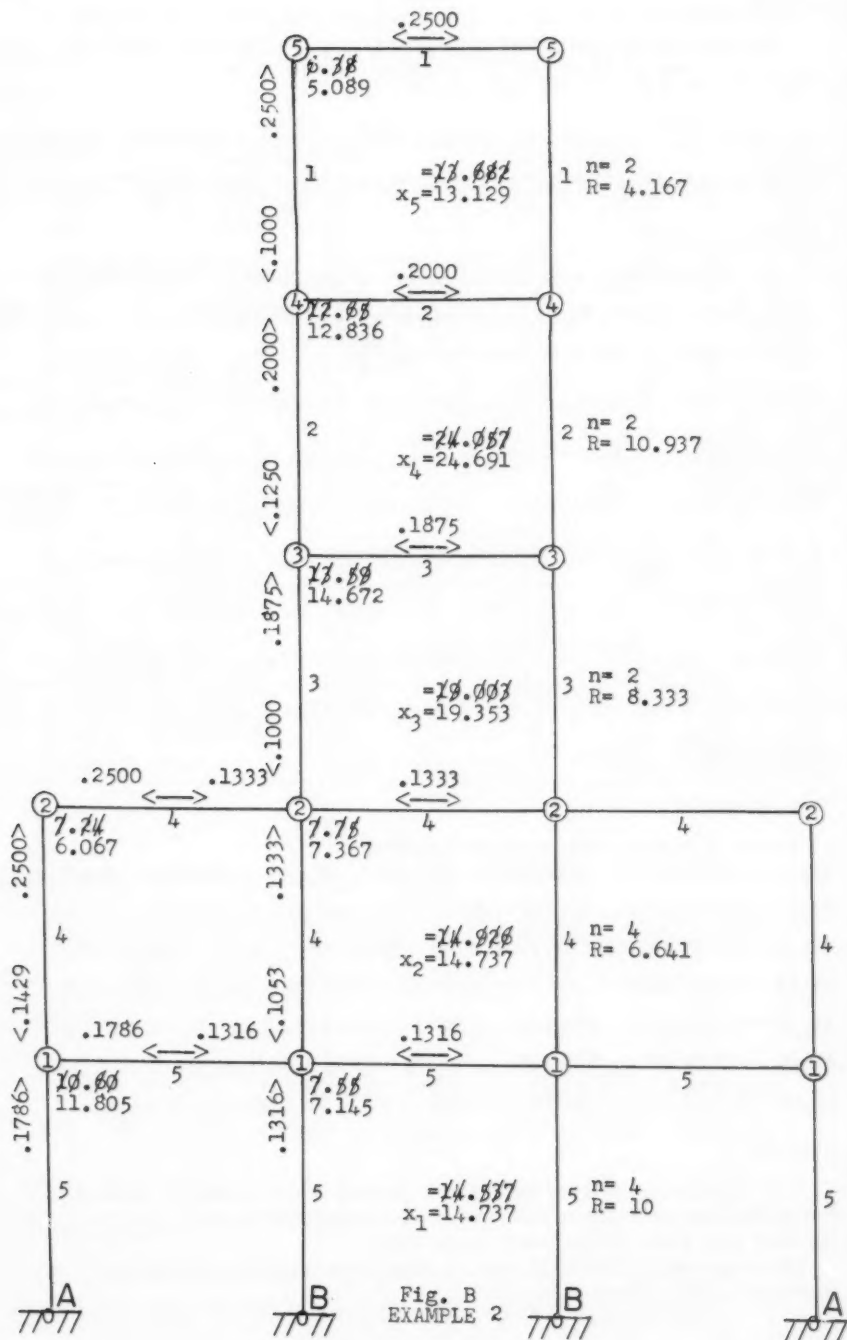 .2500
<-->
5 5
1
5.089
.2500>
1
x5=13.129
1 n= 2
R= 4.167
<.1000
.2000
<-->
4 4
2
12.836
.2000>
2
x4=24.691
2 n= 2
R= 10.937
<.1250
.1875
<-->
3 3
3
14.672
.1875>
3
x3=19.353
3 n= 2
R= 8.333
<.1000
.2500 <--> .1333
.1333
<-->
2 2 2 2
4 4 4
6.067
7.367
.2500>
.1333>
4 4
x2=14.737
4 n= 4
R= 6.641
4
<.1429
<.1053
.1786 <--> .1316
.1316
<-->
1 1 1 1
5 5 5
11.805
7.145
.1786>
.1316>
5 5
x1=14.737
5 n= 4
R= 10
5
0 A 0 B 0 B 0 A
Fig. B
EXAMPLE 2